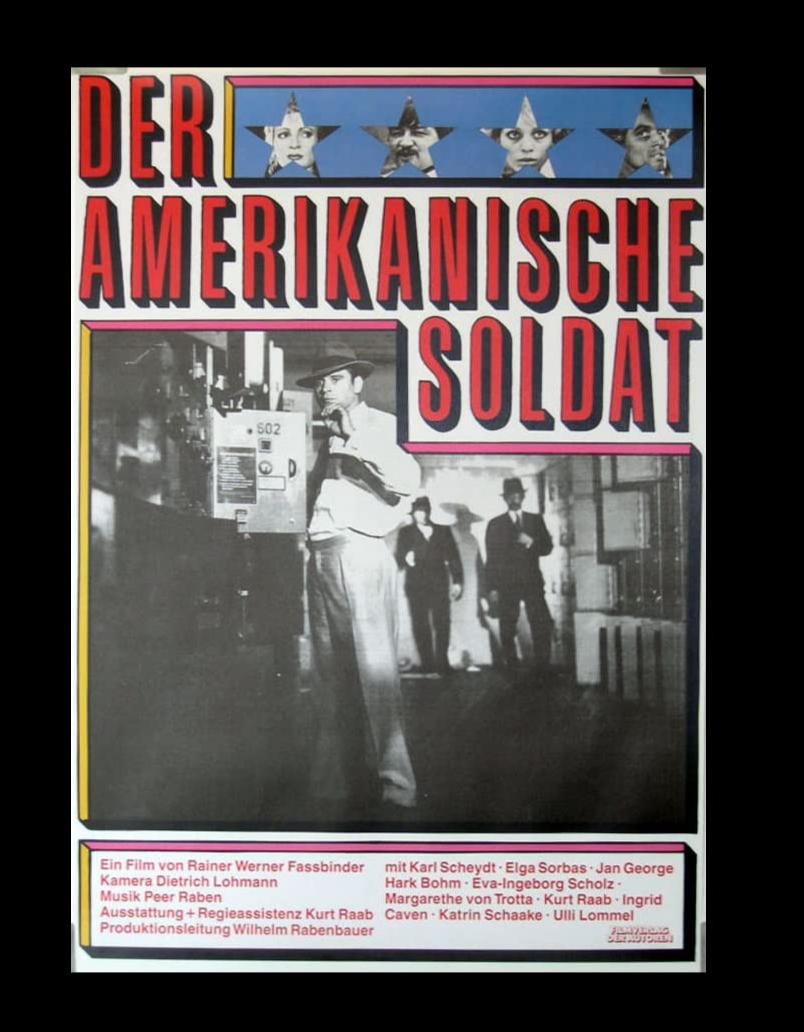 DER
AMERIKANISCHE
SOLDAT
602
Ein Film von Rainer Werner Fassbinder
Kamera Dietrich Lohmann
Musik Peer Raben
Ausstattung + Regieassistenz Kurt Raab
Produktionsleitung Wilhelm Rabenbauer
mit Karl Scheydt · Elga Sorbas · Jan George
Hark Bohm · Eva-Ingeborg Scholz ·
Margarethe von Trotta · Kurt Raab · Ingrid
Caven · Katrin Schaake · Ulli Lommel
FILMVERLAG
DER AUTOREN